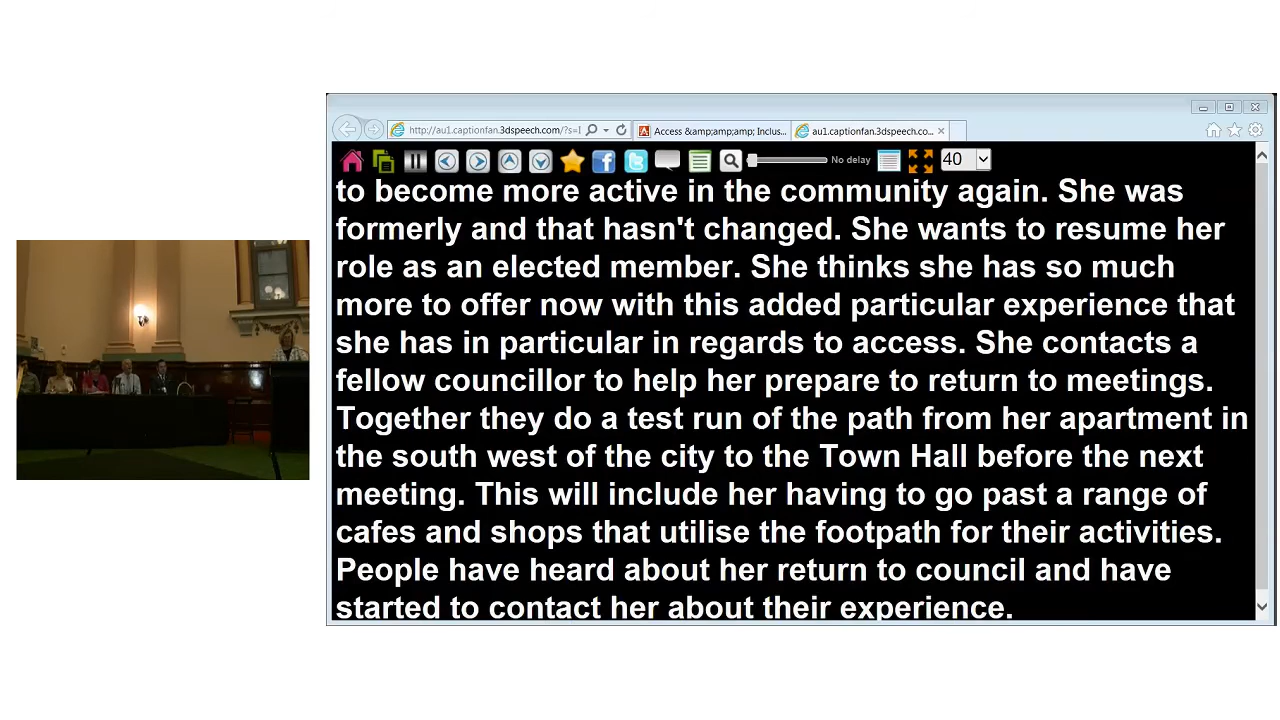 http://au1.captionfan.3dspeech.com/?s=I
Access &amp;amp;amp; Inclus...
au1.captionfan.3dspeech.co...
No delay
40
to become more active in the community again. She was
formerly and that hasn't changed. She wants to resume her
role as an elected member. She thinks she has so much
more to offer now with this added particular experience that
she has in particular in regards to access. She contacts a
fellow councillor to help her prepare to return to meetings.
Together they do a test run of the path from her apartment in
the south west of the city to the Town Hall before the next
meeting. This will include her having to go past a range of
cafes and shops that utilise the footpath for their activities.
People have heard about her return to council and have
started to contact her about their experience.